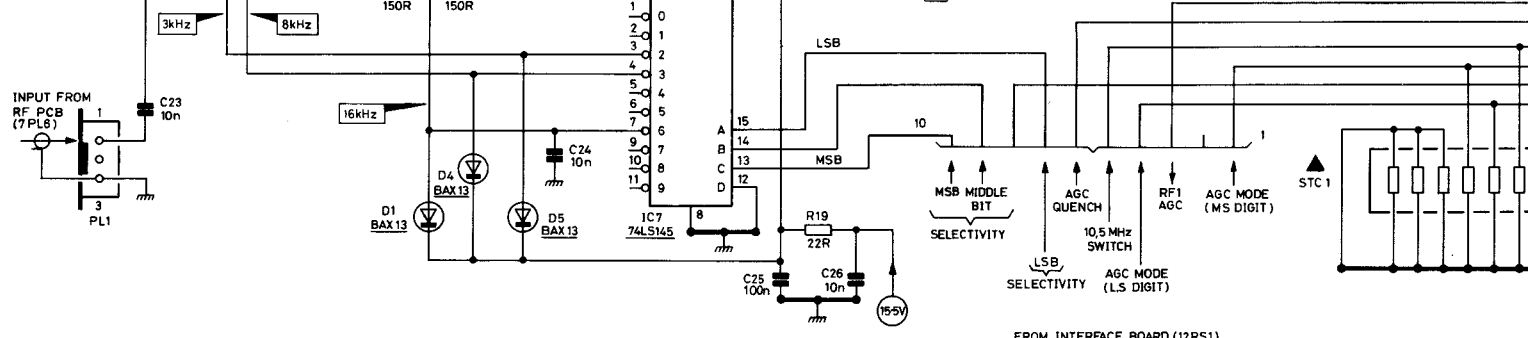 150R 150R
3kHz
8kHz
INPUT FROM
RF PCB
(7PL6)
1
3
PL1
C23
10n
16kHz
D4
BAX13
D1
BAX13
D5
BAX13
C24
10n
1 0
2 1
3 2
4 3
5 4
6 5
7 6
9 7
10 8
11 9
A 15
B 14
C 13
D 12
8
IC7
74LS145
LSB
MSB
10
1
R19
22R
C25
100n
C26
10n
15·5V
MSB MIDDLE
BIT
SELECTIVITY
LSB
SELECTIVITY
AGC
QUENCH
10,5 MHz
SWITCH
AGC MODE
(LS DIGIT)
RF1
AGC
AGC MODE
(MS DIGIT)
STC1
FROM INTERFACE BOARD (12RS1)